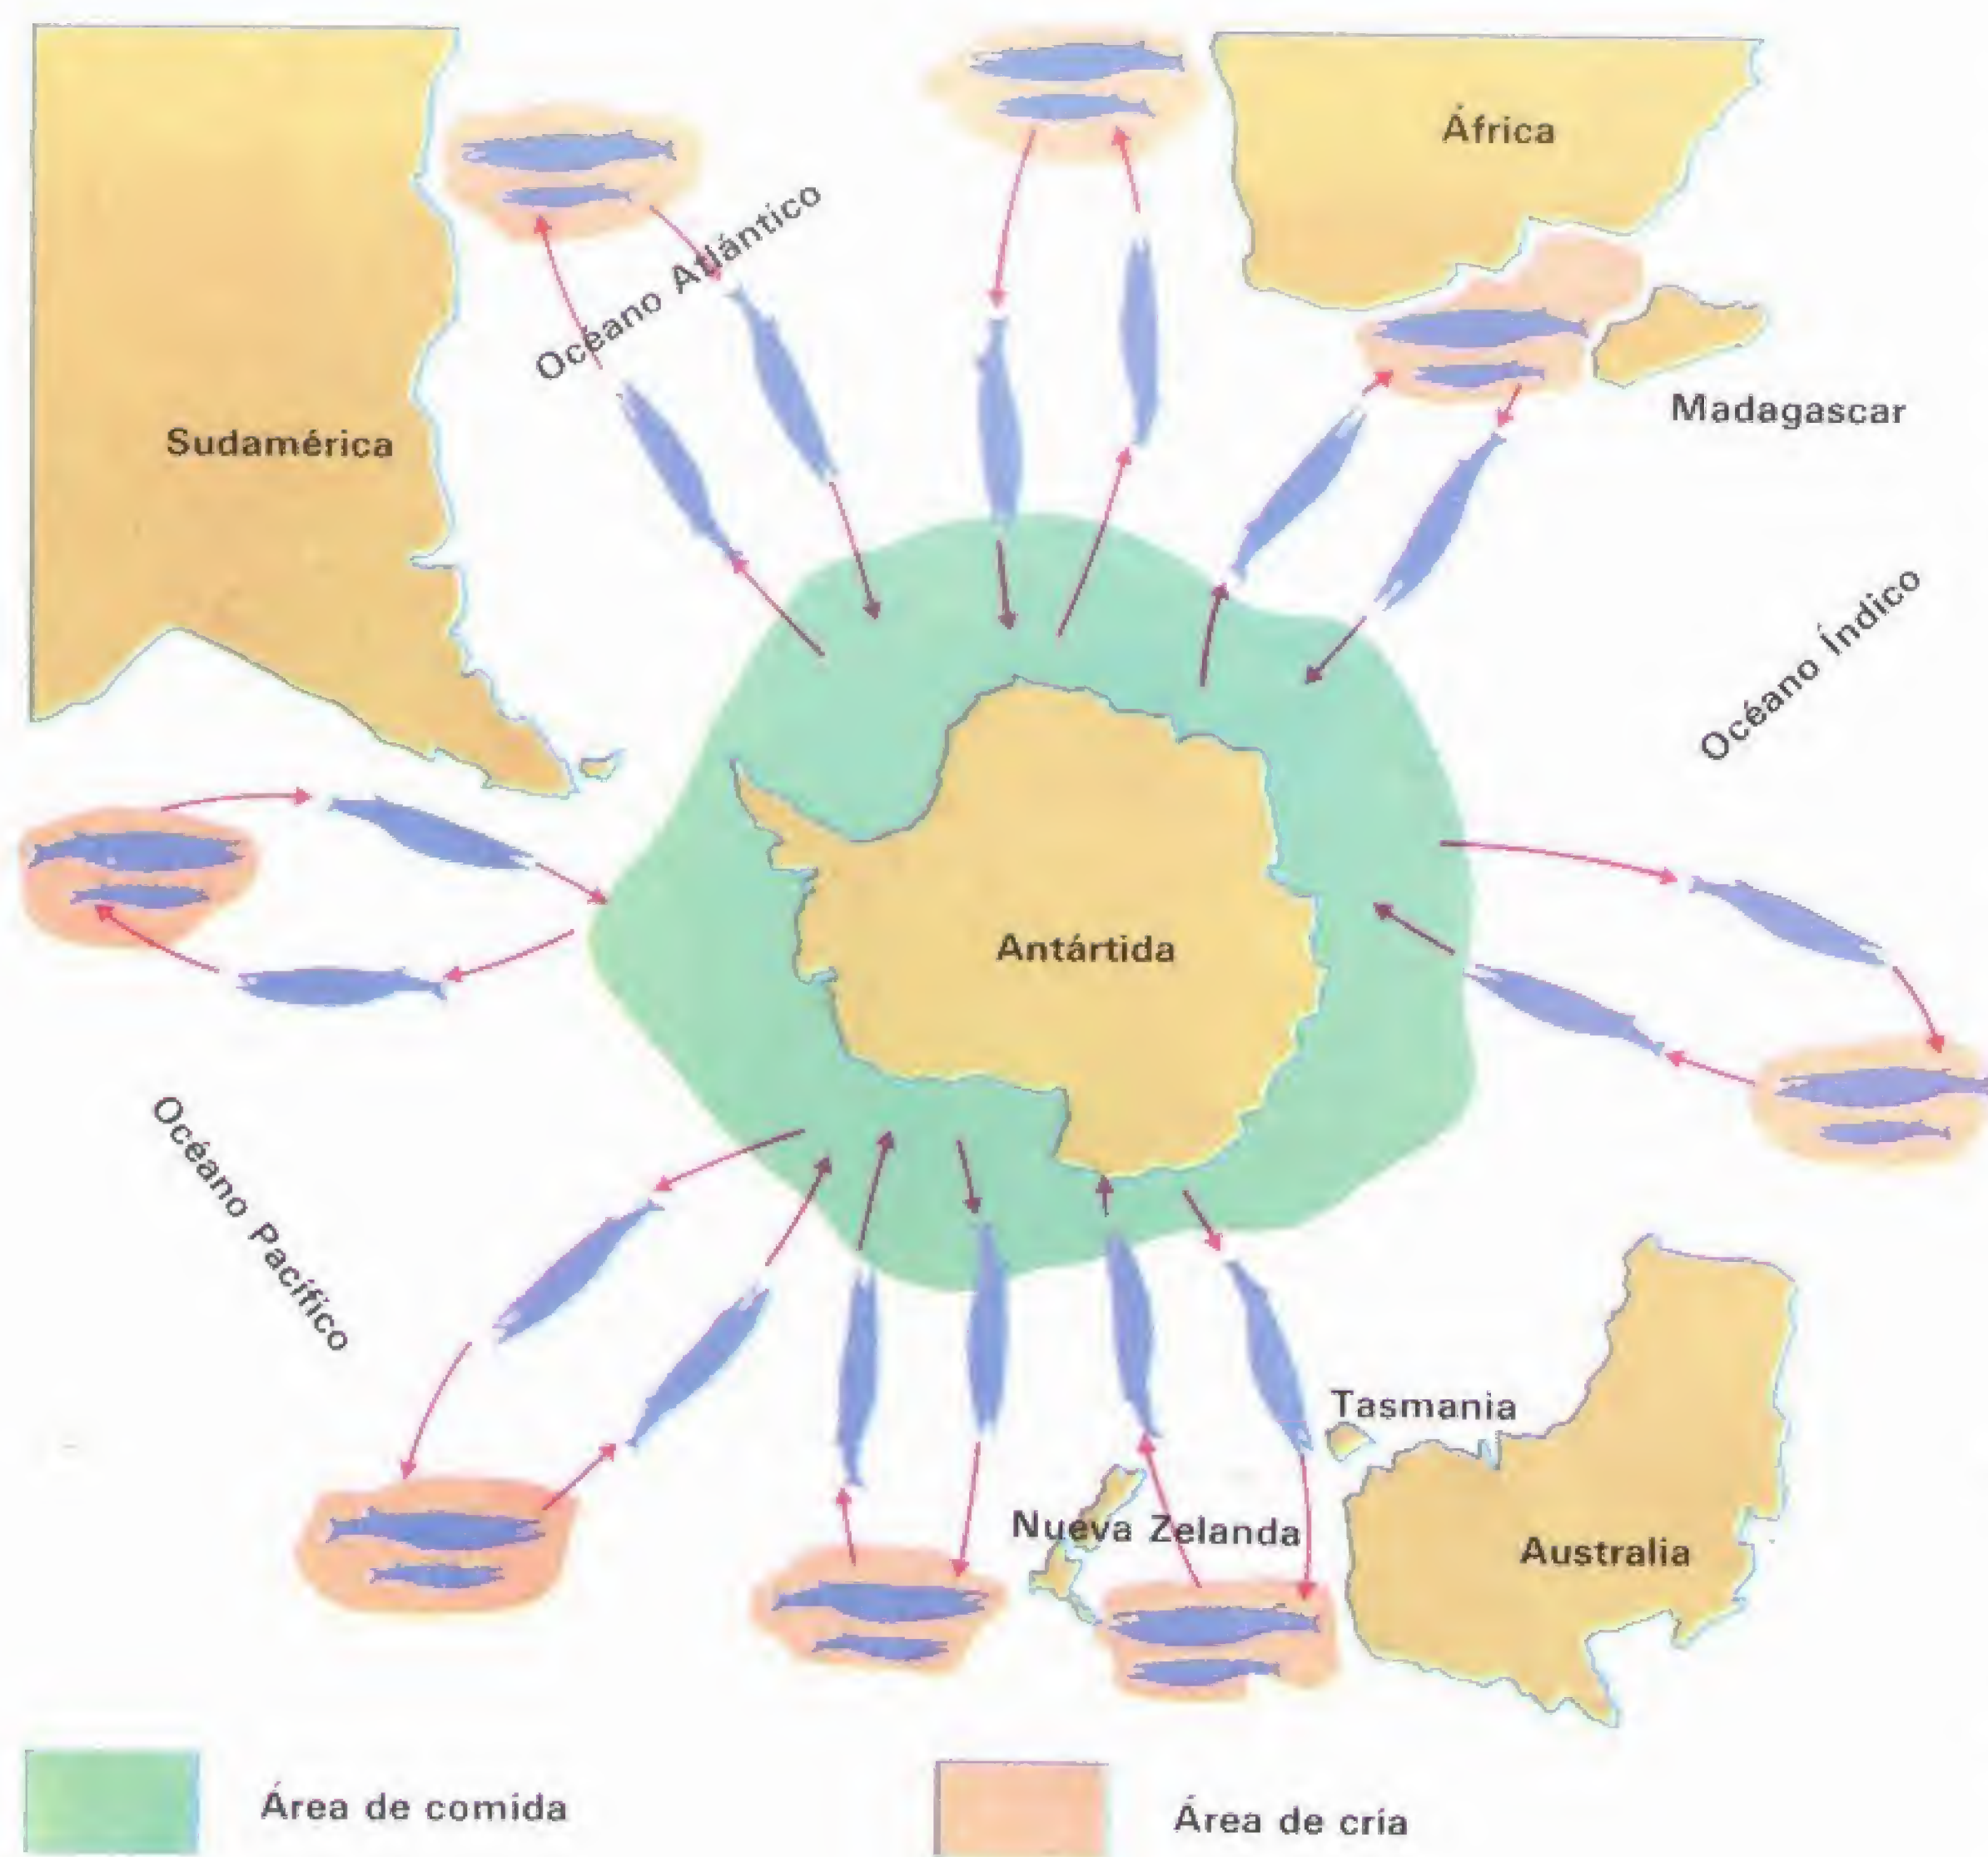 África
Océano Atlántico
Sudamérica
Madagascar
Océano Índico
Antártida
Océano Pacífico
Tasmania
Nueva Zelanda
Australia
Área de comida
Área de cría